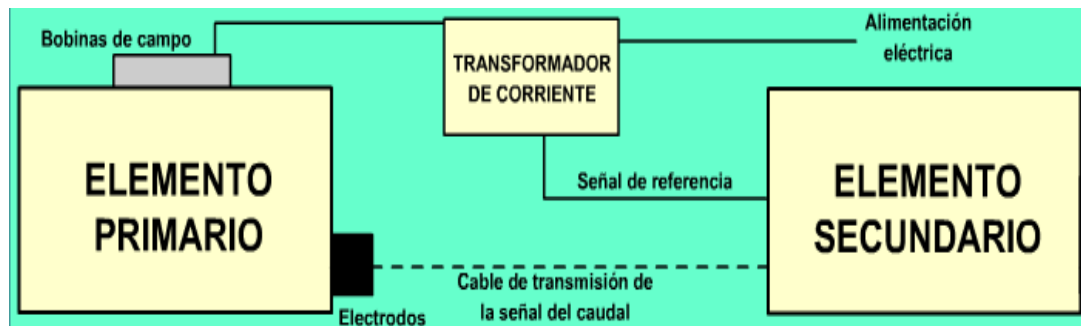 Bobinas de campo
TRANSFORMADOR
DE CORRIENTE
Alimentación
eléctrica
ELEMENTO
PRIMARIO
Señal de referencia
ELEMENTO
SECUNDARIO
Cable de transmisión de
la señal del caudal
Electrodos